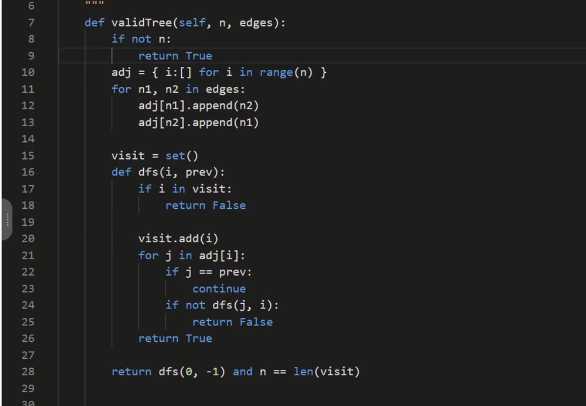 6 """
7 def validTree(self, n, edges):
8 if not n:
9 return True
10 adj = { i:[] for i in range(n) }
11 for n1, n2 in edges:
12 adj[n1].append(n2)
13 adj[n2].append(n1)
14
15 visit = set()
16 def dfs(i, prev):
17 if i in visit:
18 return False
19
20 visit.add(i)
21 for j in adj[i]:
22 if j == prev:
23 continue
24 if not dfs(j, i):
25 return False
26 return True
27
28 return dfs(0, -1) and n == len(visit)
29
30